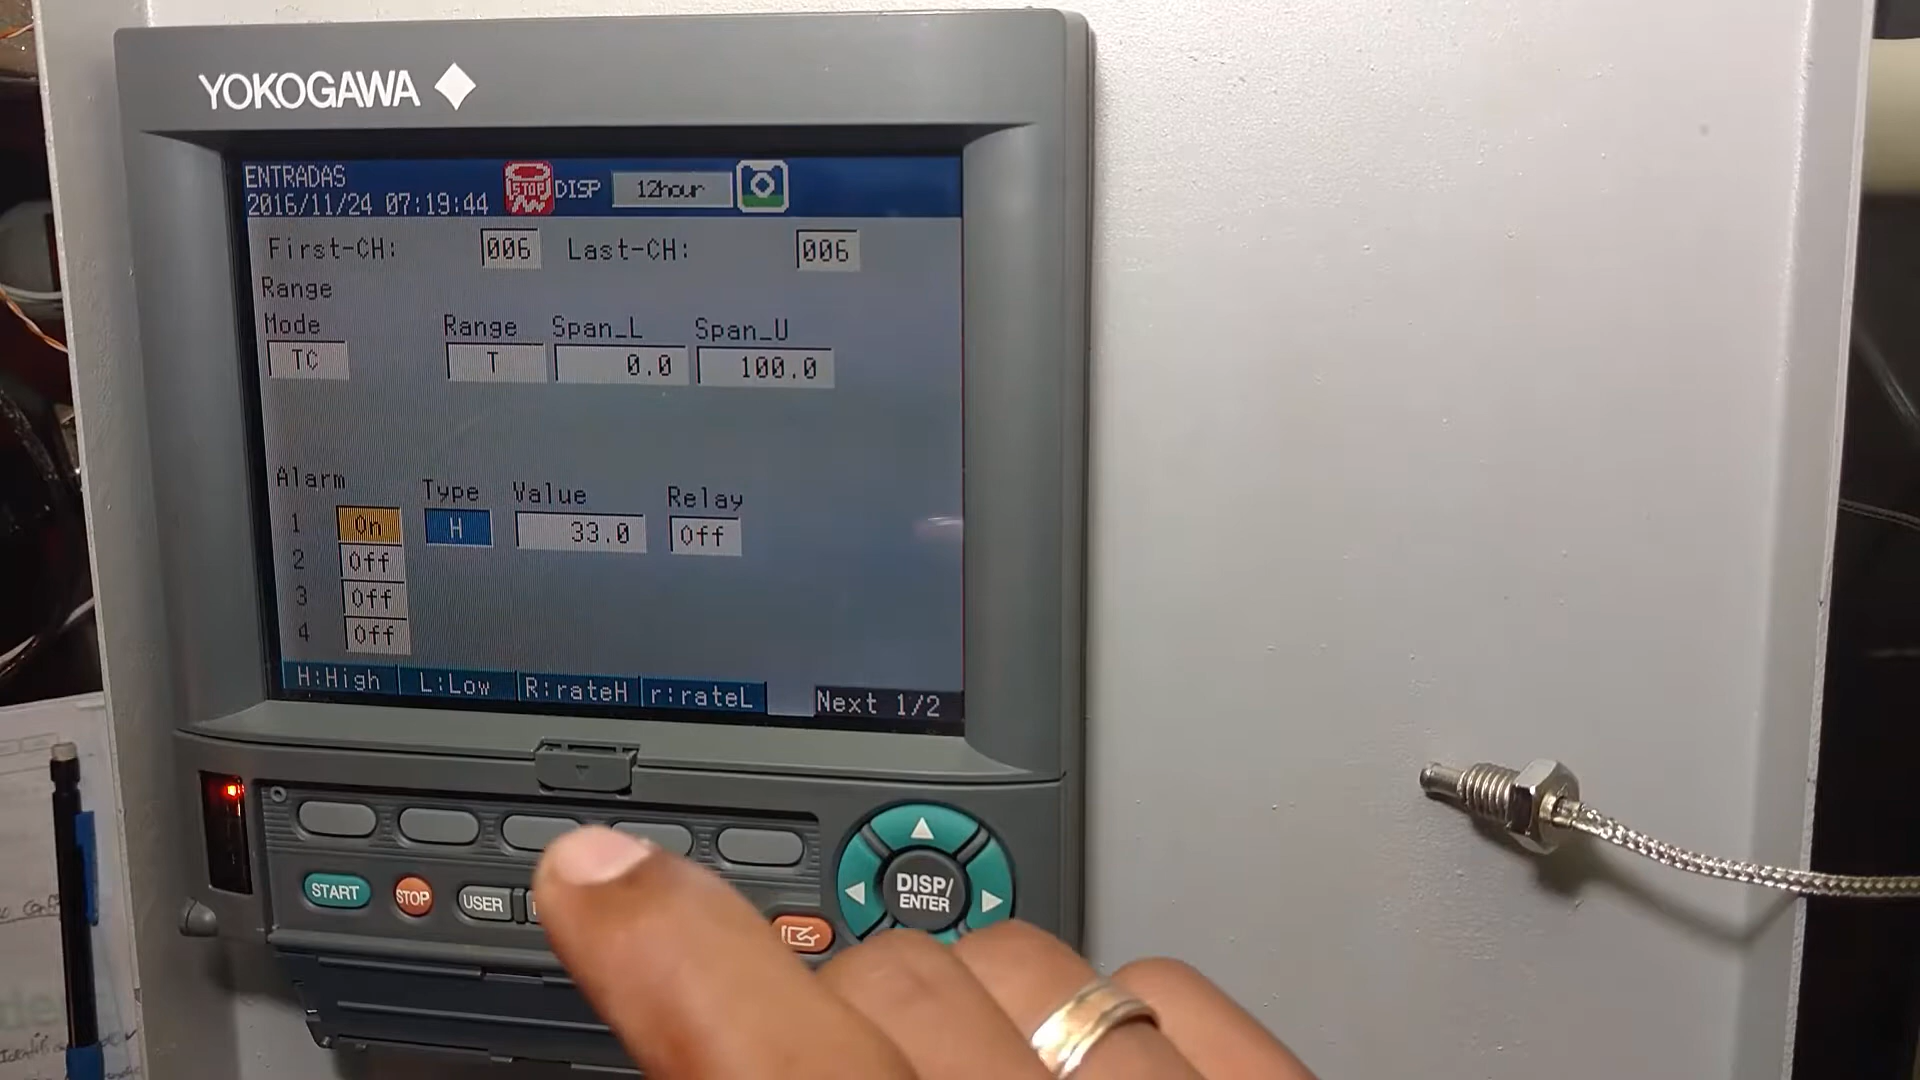 YOKOGAWA
ENTRADAS
2016/11/24 07:19:44
STOP
DISP
12hour
First-CH: 006 Last-CH: 006
Range
Mode Range Span_L Span_U
TC T 0.0 100.0
Alarm Type Value Relay
1 On H 33.0 Off
2 Off
3 Off
4 Off
H:High L:Low R:rateH r:rateL Next 1/2
START STOP USER
DISP/
ENTER